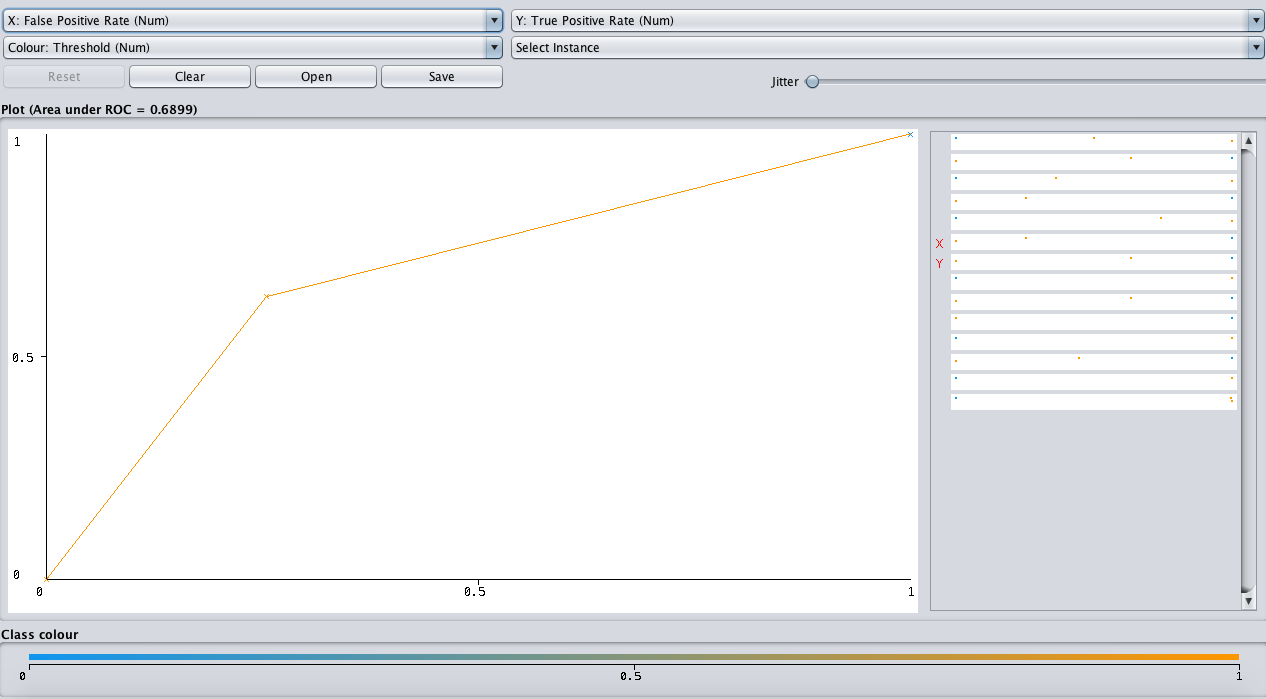 X: False Positive Rate (Num) Y: True Positive Rate (Num)
Colour: Threshold (Num) Select Instance
Reset Clear Open Save Jitter
Plot (Area under ROC = 0.6899)
1
0.5
0
0 0.5 1
X
Y
Class colour
0 0.5 1